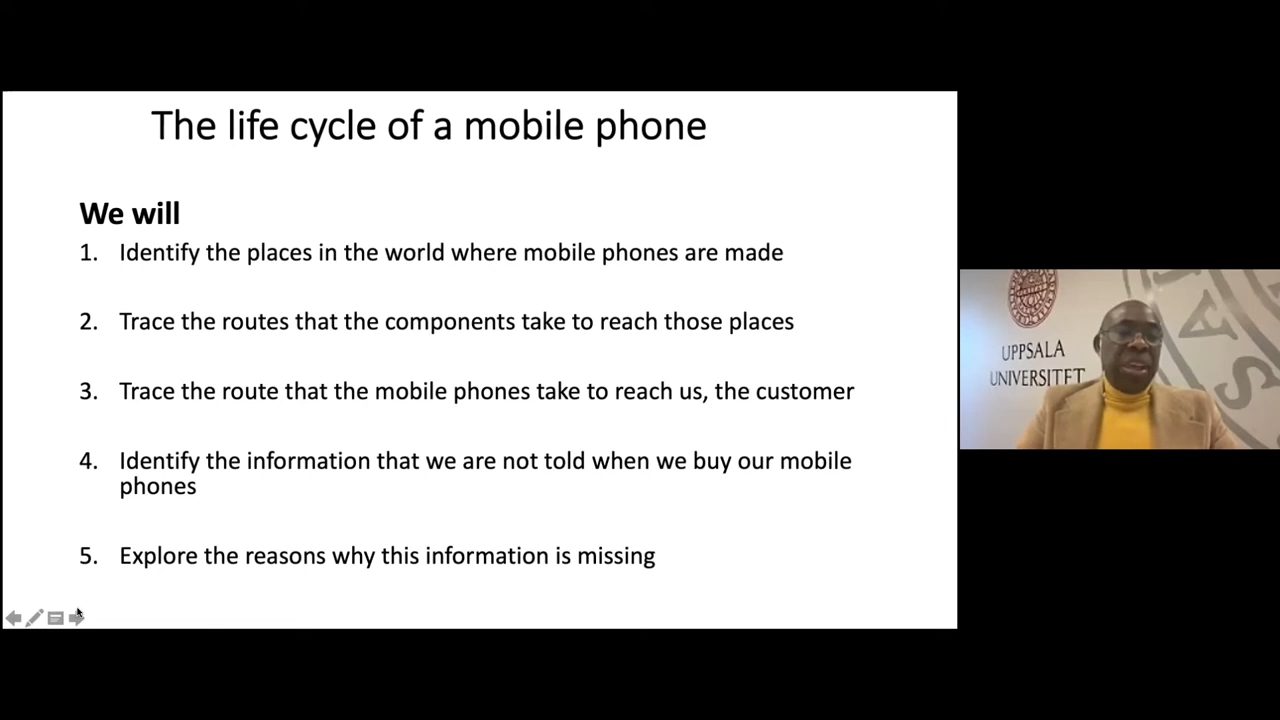 The life cycle of a mobile phone
We will
1. Identify the places in the world where mobile phones are made
2. Trace the routes that the components take to reach those places
3. Trace the route that the mobile phones take to reach us, the customer
4. Identify the information that we are not told when we buy our mobile
phones
5. Explore the reasons why this information is missing
UPPSALA
UNIVERSITET